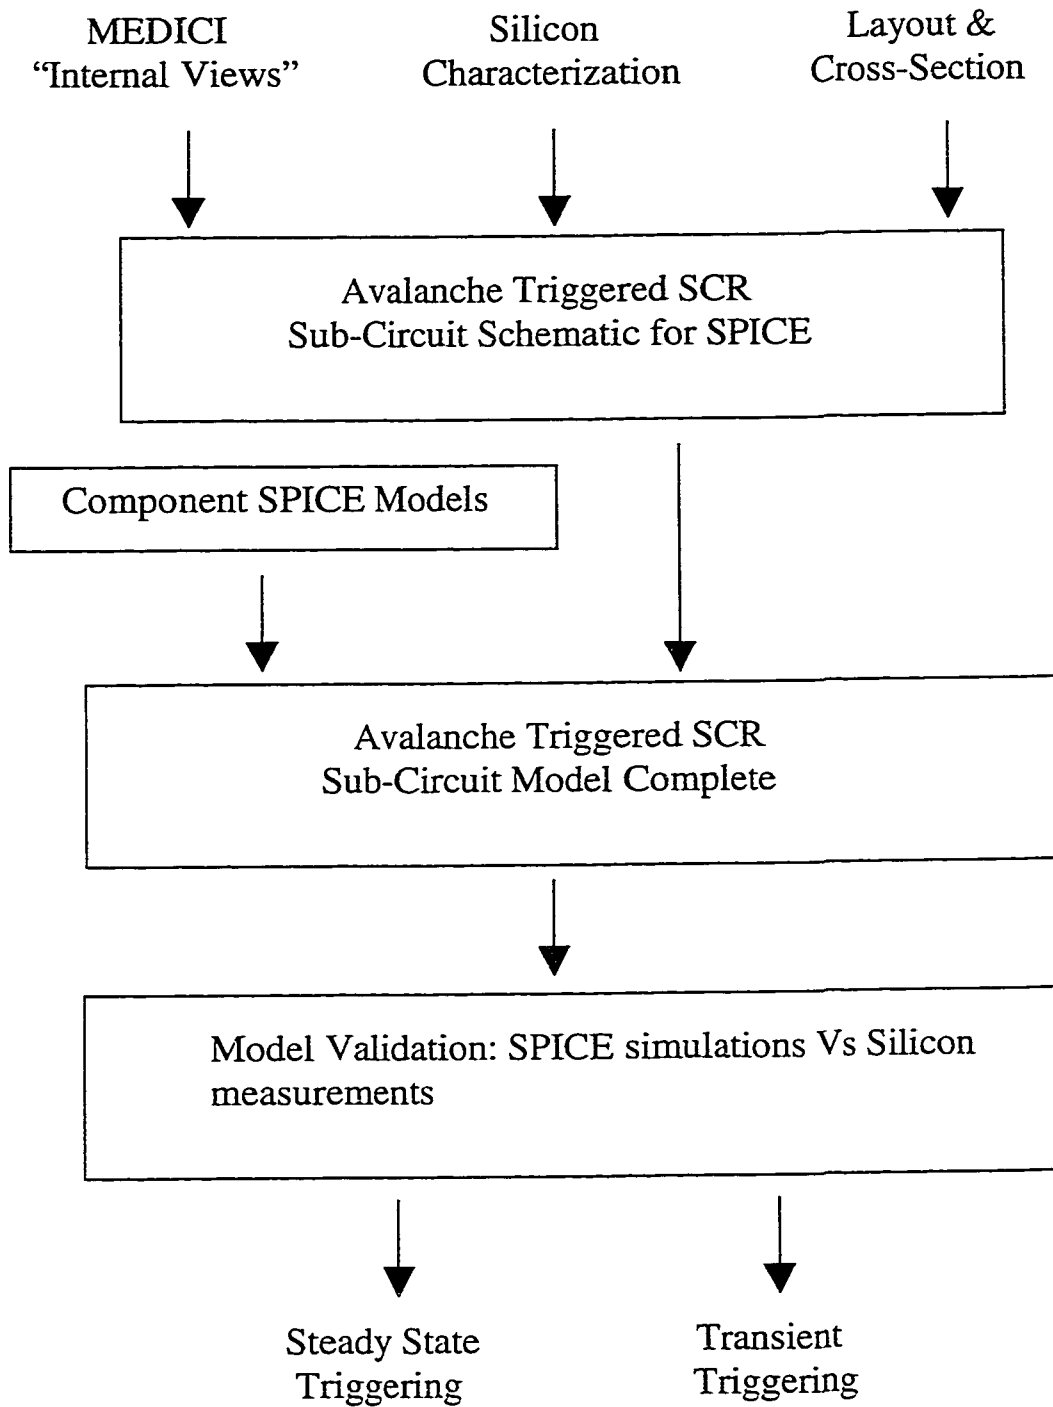 MEDICI
“Internal Views”
Silicon
Characterization
Layout &
Cross-Section
Avalanche Triggered SCR
Sub-Circuit Schematic for SPICE
Component SPICE Models
Avalanche Triggered SCR
Sub-Circuit Model Complete
Model Validation: SPICE simulations Vs Silicon
measurements
Steady State
Triggering
Transient
Triggering